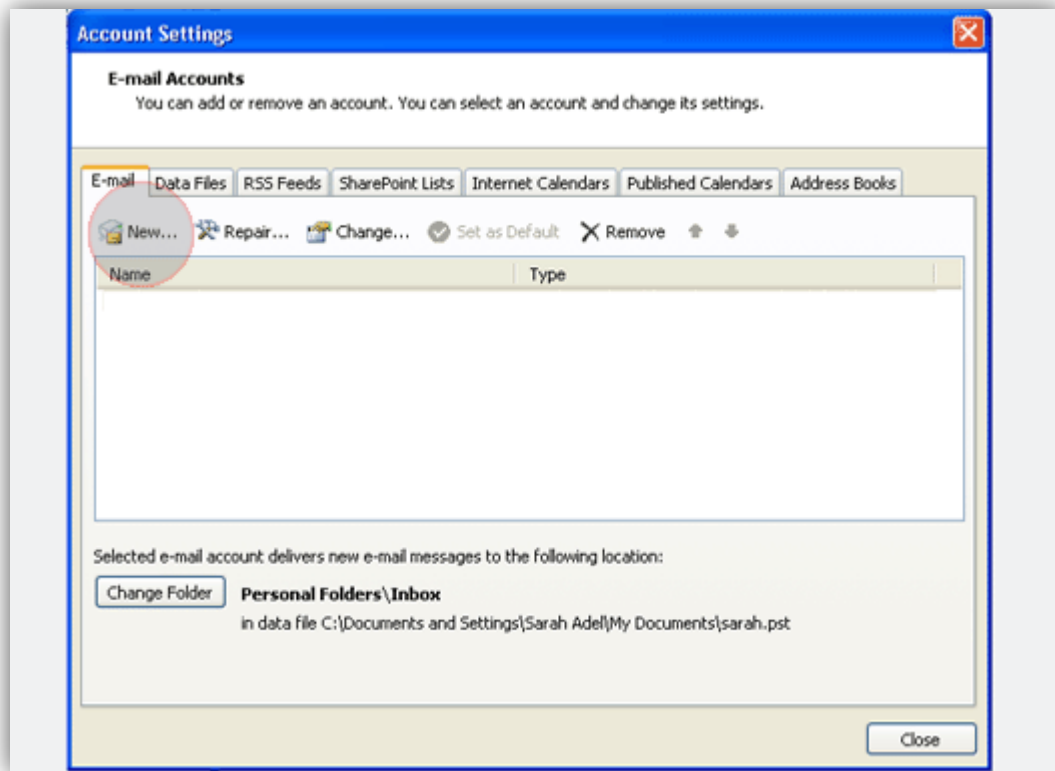 Account Settings
E-mail Accounts
You can add or remove an account. You can select an account and change its settings.
E-mail Data Files RSS Feeds SharePoint Lists Internet Calendars Published Calendars Address Books
New... Repair... Change... Set as Default Remove
Name Type
Selected e-mail account delivers new e-mail messages to the following location:
Change Folder Personal Folders\Inbox
in data file C:\Documents and Settings\Sarah Adel\My Documents\sarah.pst
Close